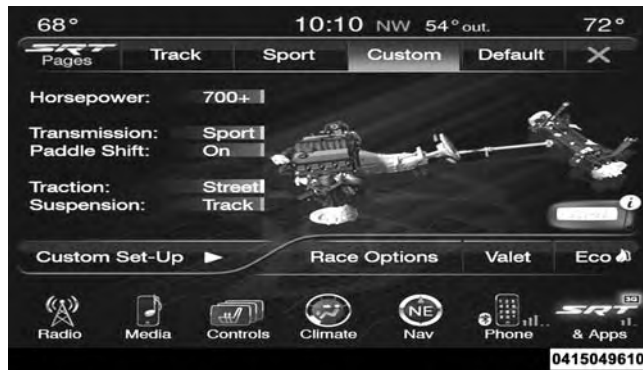 68° 10:10 NW 54° out. 72°
SRT Pages Track Sport Custom Default
Horsepower: 700+
Transmission: Sport
Paddle Shift: On
Traction: Street
Suspension: Track
i
Custom Set-Up Race Options Valet Eco
NE 3G
Radio Media Controls Climate Nav Phone SRT & Apps
0415049610